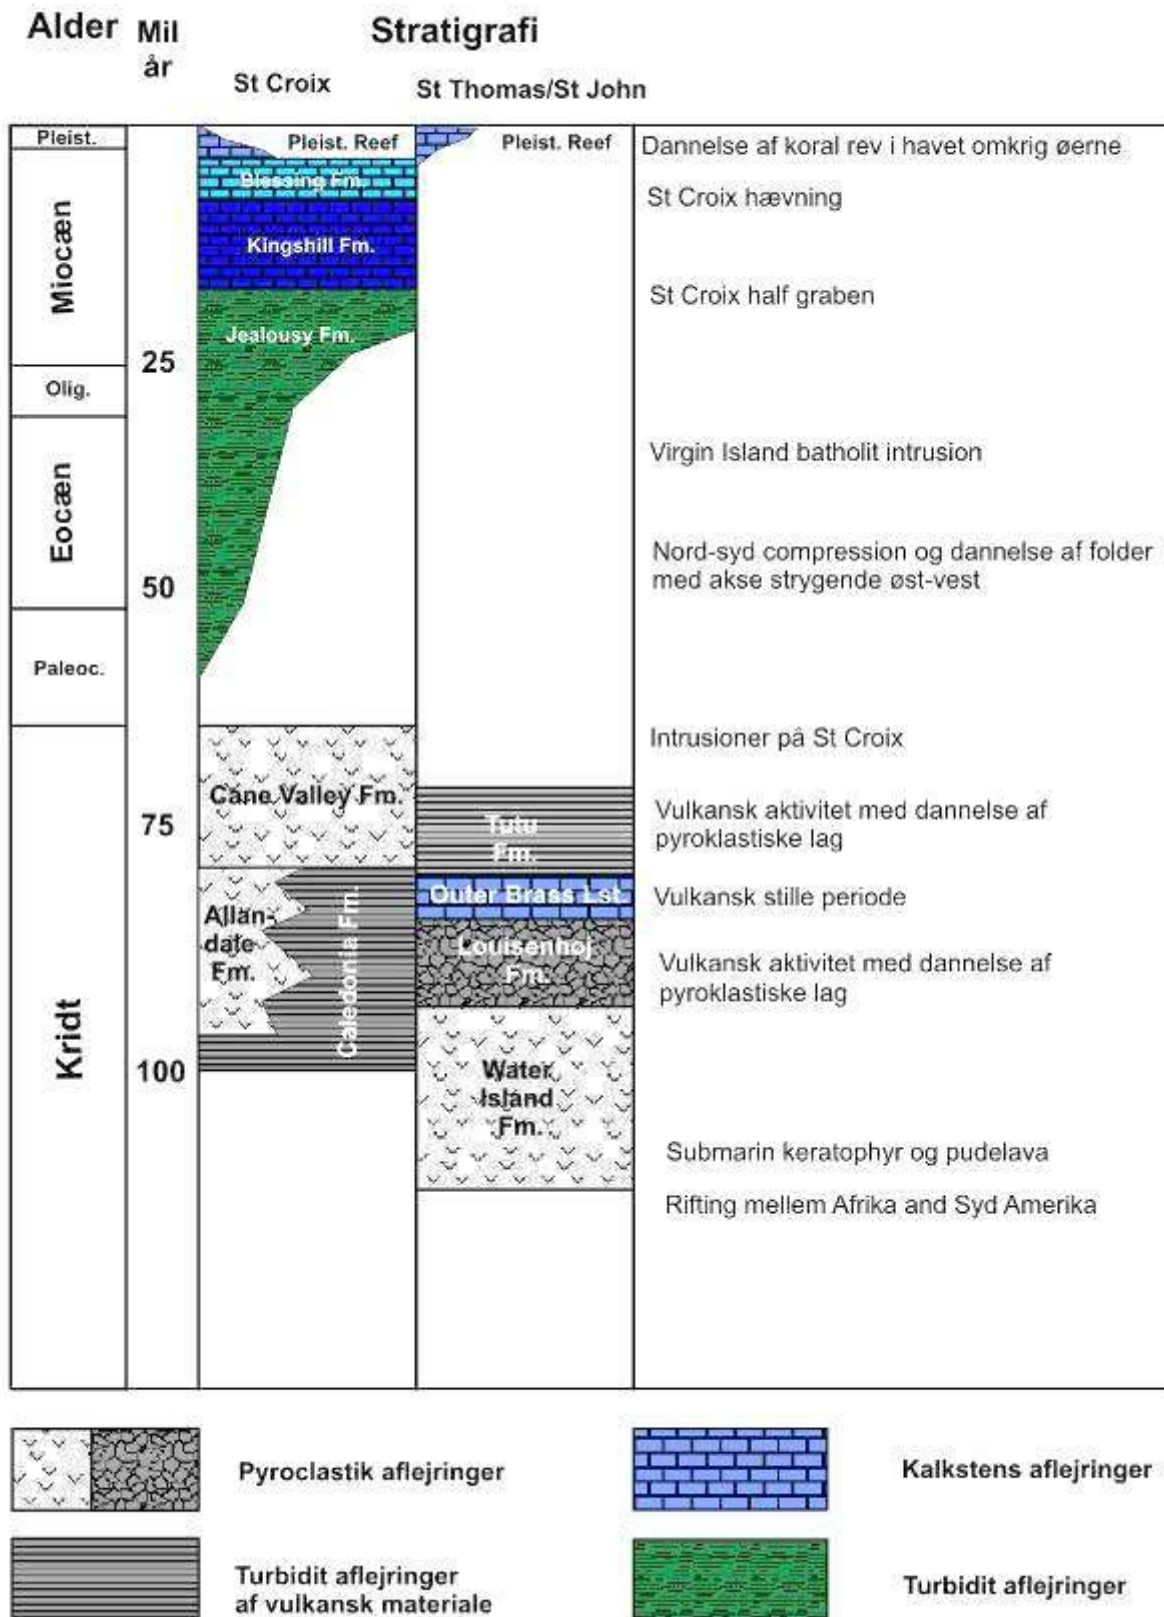 Alder
Mil
år
Stratigrafi
St Croix
St Thomas/St John
Pleist.
Pleist. Reef
Pleist. Reef
Dannelse af koral rev i havet omkrig øerne
Blessing Fm.
St Croix hævning
Miocæn
Kingshill Fm.
St Croix half graben
Jealousy Fm.
25
Olig.
Eocæn
Virgin Island batholit intrusion
Nord-syd compression og dannelse af folder
med akse strygende øst-vest
50
Paleoc.
Intrusioner på St Croix
Cane Valley Fm.
75
Tutu
Fm.
Vulkansk aktivitet med dannelse af
pyroklastiske lag
Outer Brass Lst.
Vulkansk stille periode
Allan-
date
Fm.
Caledonia Fm.
Louisenhøj
Fm.
Vulkansk aktivitet med dannelse af
pyroklastiske lag
Kridt
100
Water
Island
Fm.
Submarin keratophyr og pudelava
Rifting mellem Afrika and Syd Amerika
Pyroclastik aflejringer
Kalkstens aflejringer
Turbidit aflejringer
af vulkansk materiale
Turbidit aflejringer